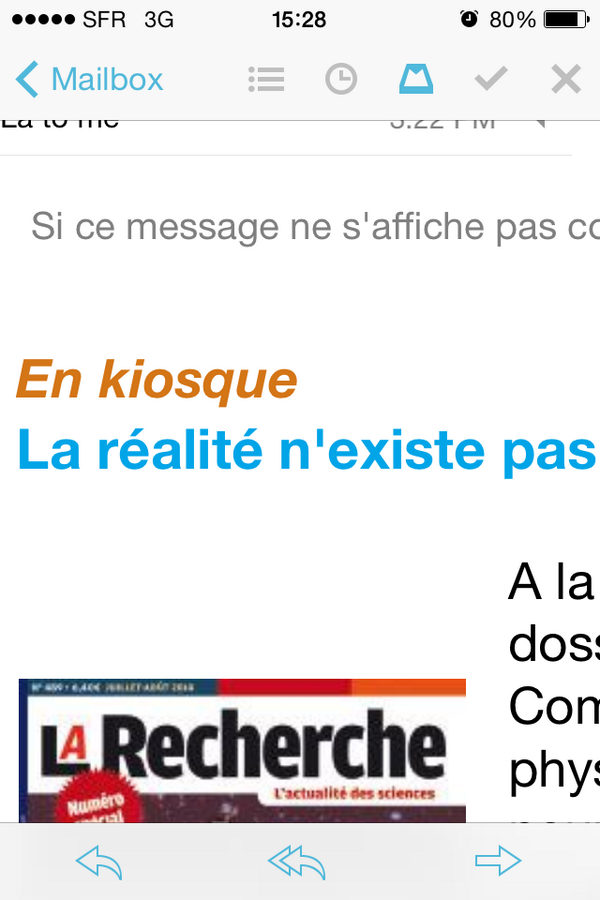 SFR 3G 15:28 80%
Mailbox
La to me 3:22 PM
Si ce message ne s'affiche pas co
En kiosque
La réalité n'existe pas
A la
doss
Com
phys
N° 489 • 6,40€ JUILLET-AOÛT 2014
LA Recherche
L'actualité des sciences
Numéro
spécial